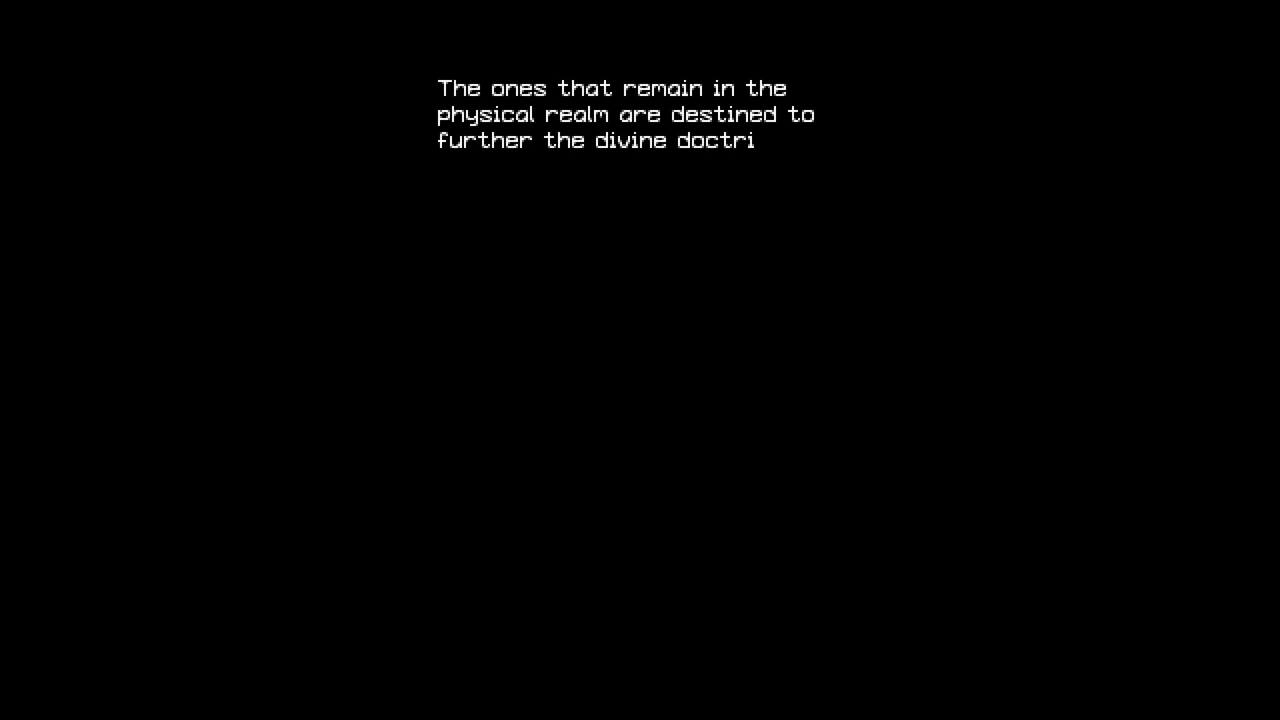 The ones that remain in the
physical realm are destined to
further the divine doctri